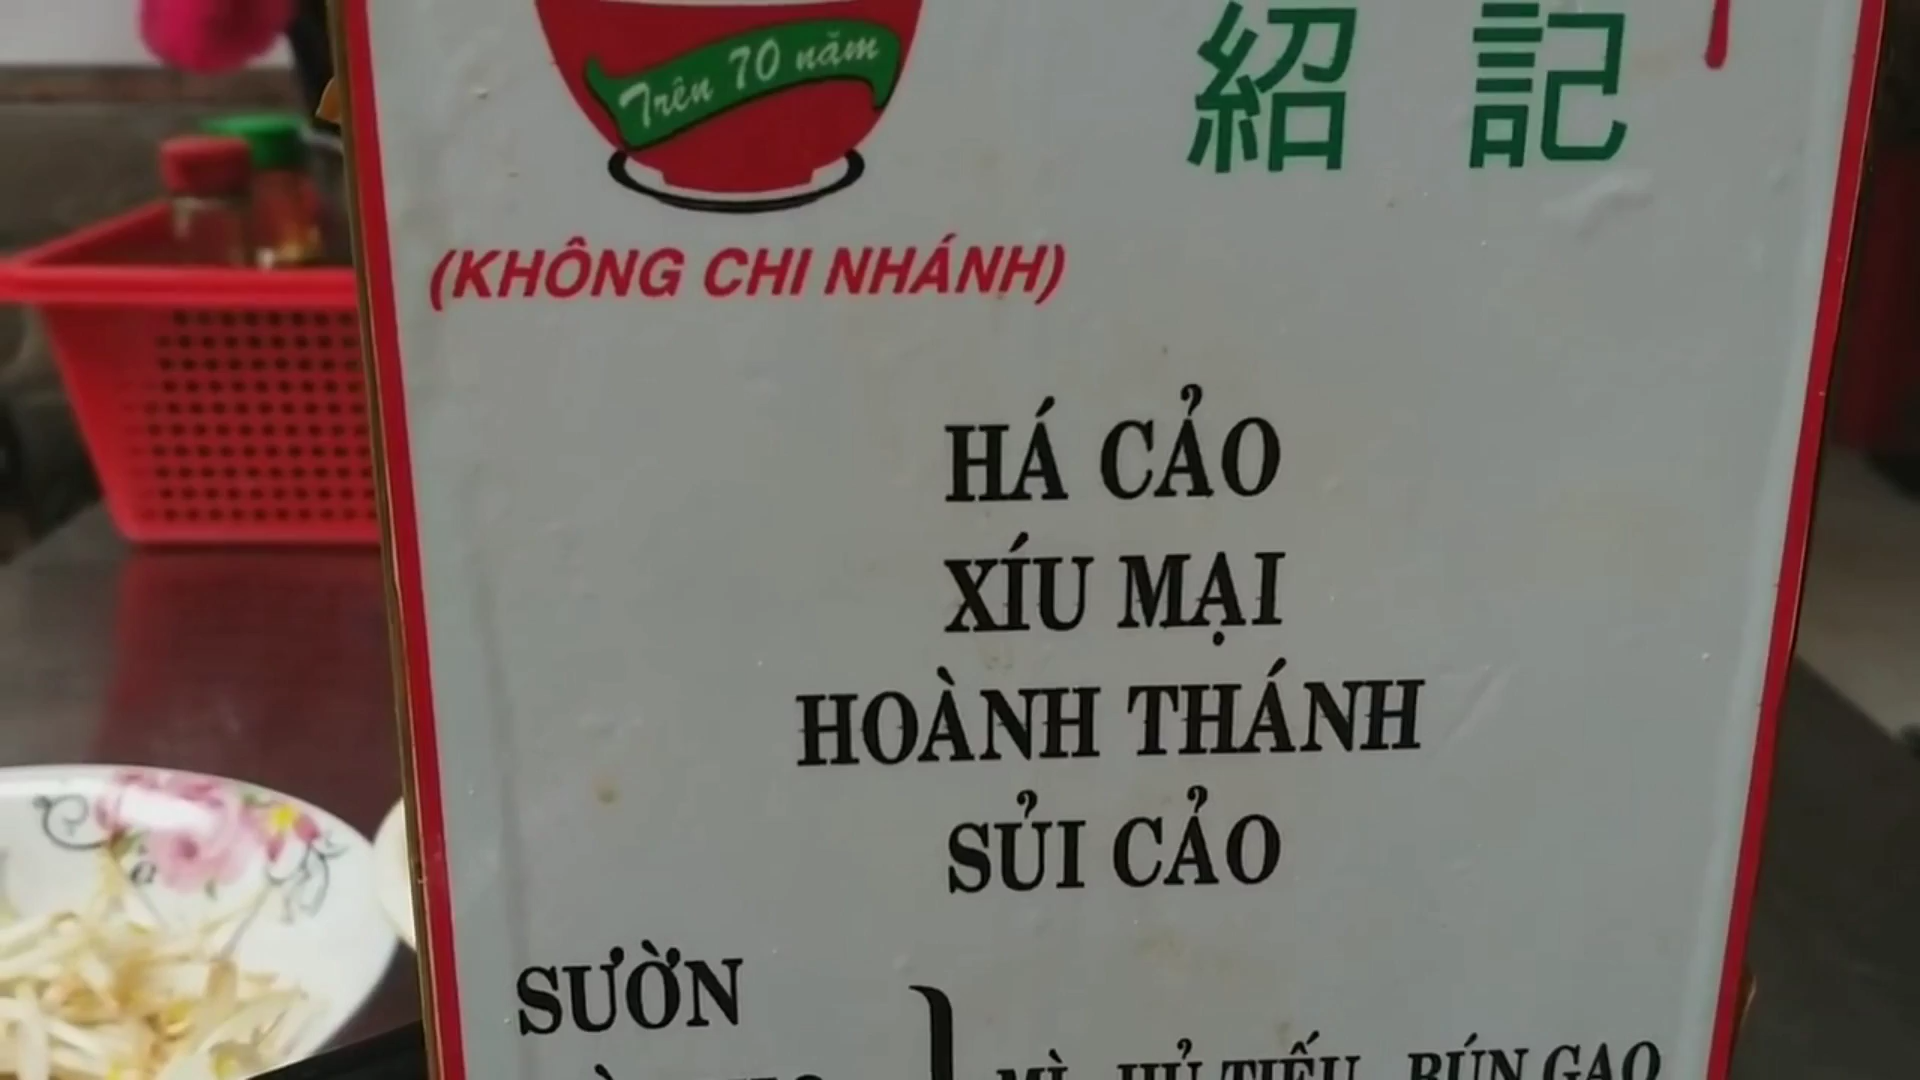 Trên 70 năm
紹記
(KHÔNG CHI NHÁNH)
HÁ CẢO
XÍU MẠI
HOÀNH THÁNH
SỦI CẢO
SƯỜN
MÌ HỦ TIẾU BÚN GẠO